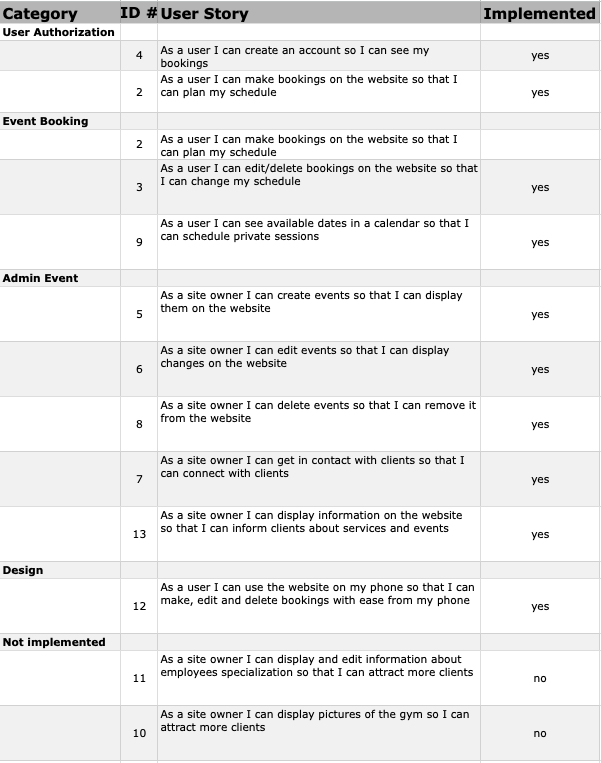 Category ID # User Story Implemented
User Authorization
4 As a user I can create an account so I can see my
bookings yes
2 As a user I can make bookings on the website so that I
can plan my schedule yes
Event Booking
2 As a user I can make bookings on the website so that I
can plan my schedule
3 As a user I can edit/delete bookings on the website so that
I can change my schedule yes
9 As a user I can see available dates in a calendar so that I
can schedule private sessions yes
Admin Event
5 As a site owner I can create events so that I can display
them on the website yes
6 As a site owner I can edit events so that I can display
changes on the website yes
8 As a site owner I can delete events so that I can remove it
from the website yes
7 As a site owner I can get in contact with clients so that I
can connect with clients yes
13 As a site owner I can display information on the website
so that I can inform clients about services and events yes
Design
12 As a user I can use the website on my phone so that I can
make, edit and delete bookings with ease from my phone yes
Not implemented
11 As a site owner I can display and edit information about
employees specialization so that I can attract more clients no
10 As a site owner I can display pictures of the gym so I can
attract more clients no